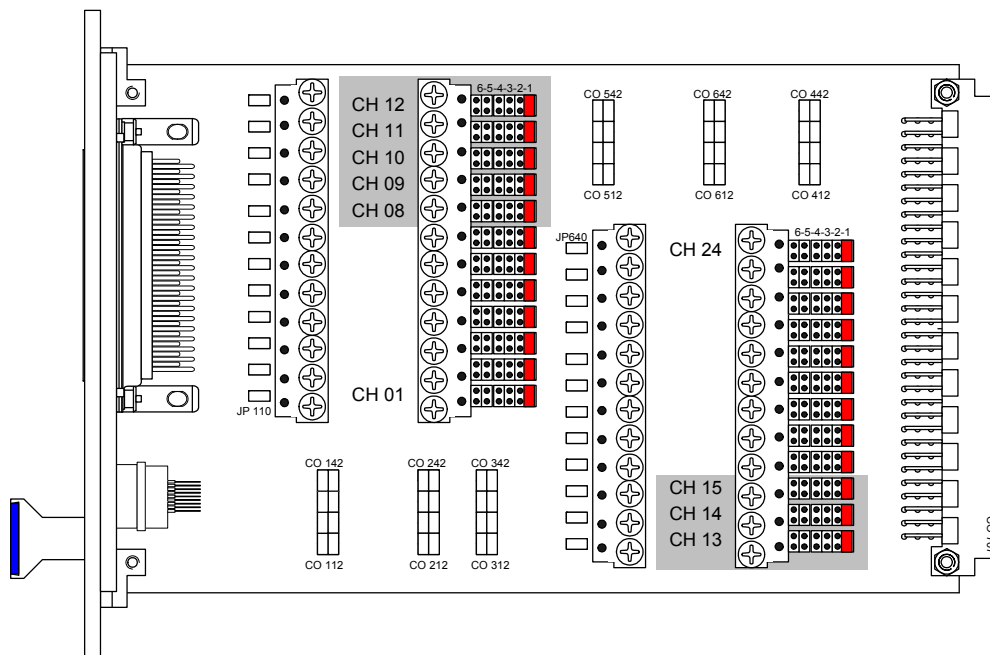 6-5-4-3-2-1
CH 12
CH 11
CH 10
CH 09
CH 08
CH 01
JP 110
CO 542
CO 642
CO 442
CO 512
CO 612
CO 412
JP640
6-5-4-3-2-1
CH 24
CH 15
CH 14
CH 13
CO 142
CO 242
CO 342
CO 112
CO 212
CO 312